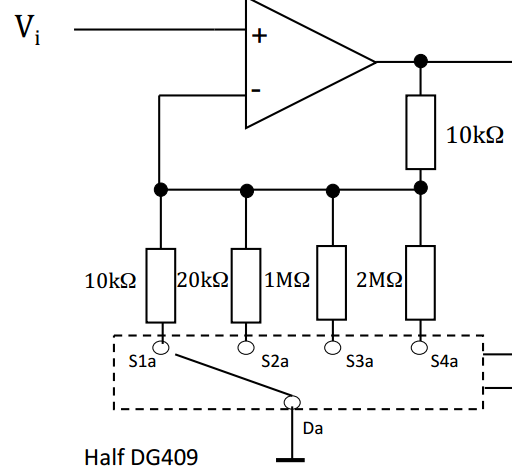 Vᵢ
+
-
10kΩ
10kΩ 20kΩ 1MΩ 2MΩ
S1a S2a S3a S4a
Da
Half DG409